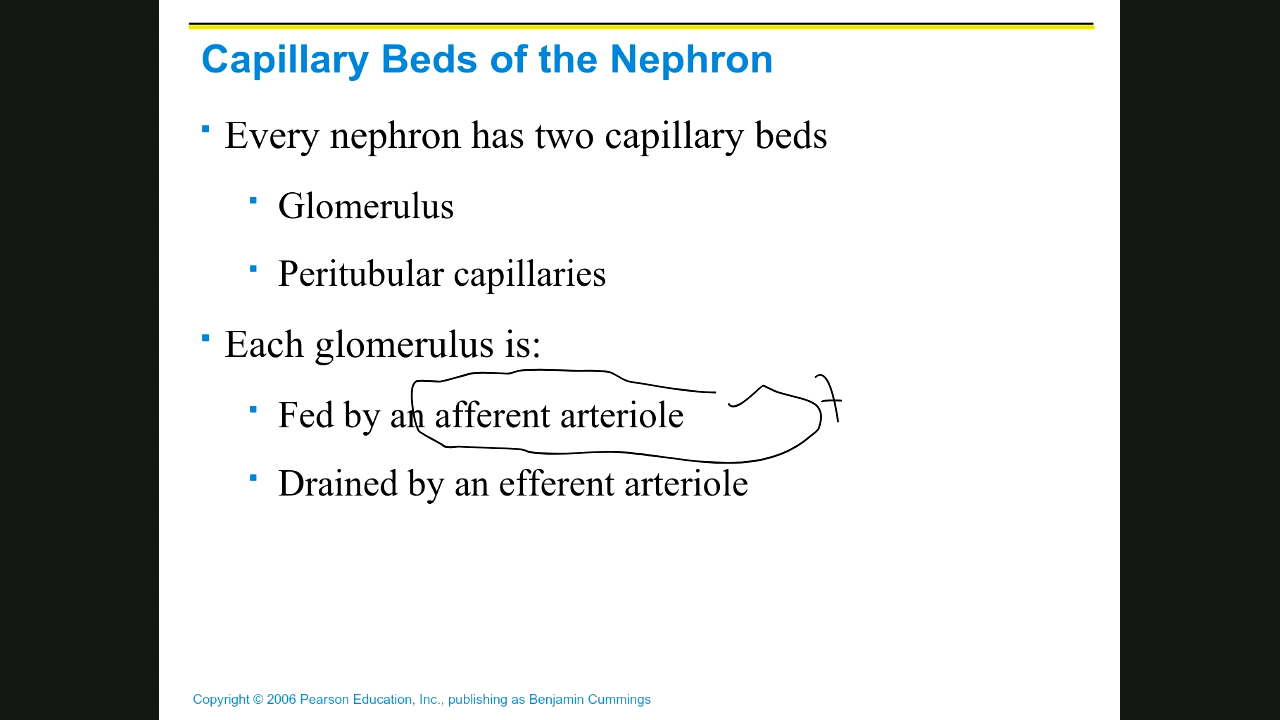 Capillary Beds of the Nephron
Every nephron has two capillary beds
Glomerulus
Peritubular capillaries
Each glomerulus is:
Fed by an afferent arteriole
Drained by an efferent arteriole
Copyright © 2006 Pearson Education, Inc., publishing as Benjamin Cummings